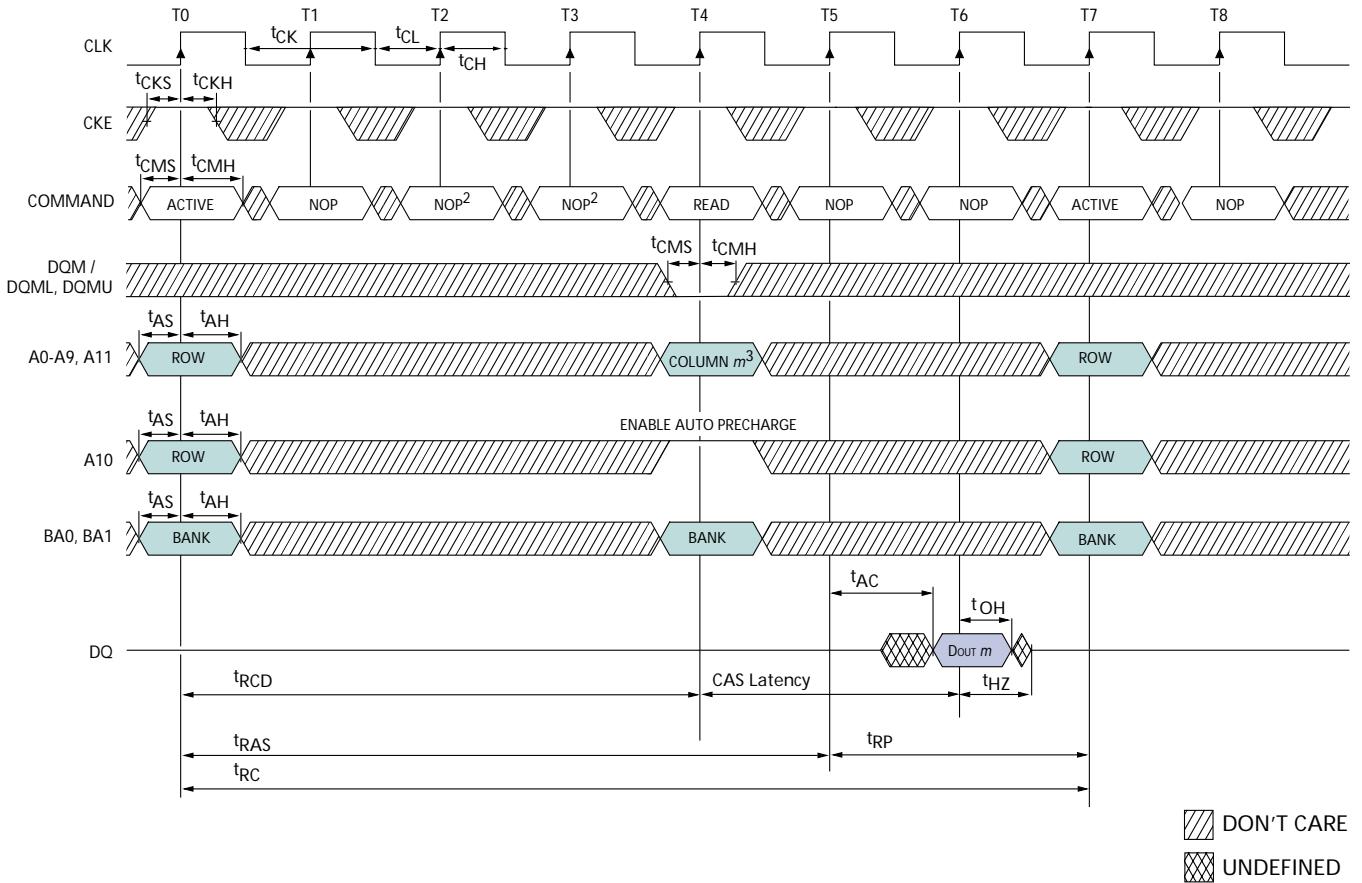 T0 T1 T2 T3 T4 T5 T6 T7 T8
CLK
tCK tCL
tCH
tCKS tCKH
CKE
tCMS tCMH
COMMAND ACTIVE NOP NOP² NOP² READ NOP NOP ACTIVE NOP
tCMS tCMH
DQM /
DQML, DQMU
tAS tAH
A0-A9, A11 ROW COLUMN m³ ROW
tAS tAH
ENABLE AUTO PRECHARGE
A10 ROW ROW
tAS tAH
BA0, BA1 BANK BANK BANK
tAC
tOH
DQ DOUT m
tRCD CAS Latency tHZ
tRAS tRP
tRC
DON'T CARE
UNDEFINED